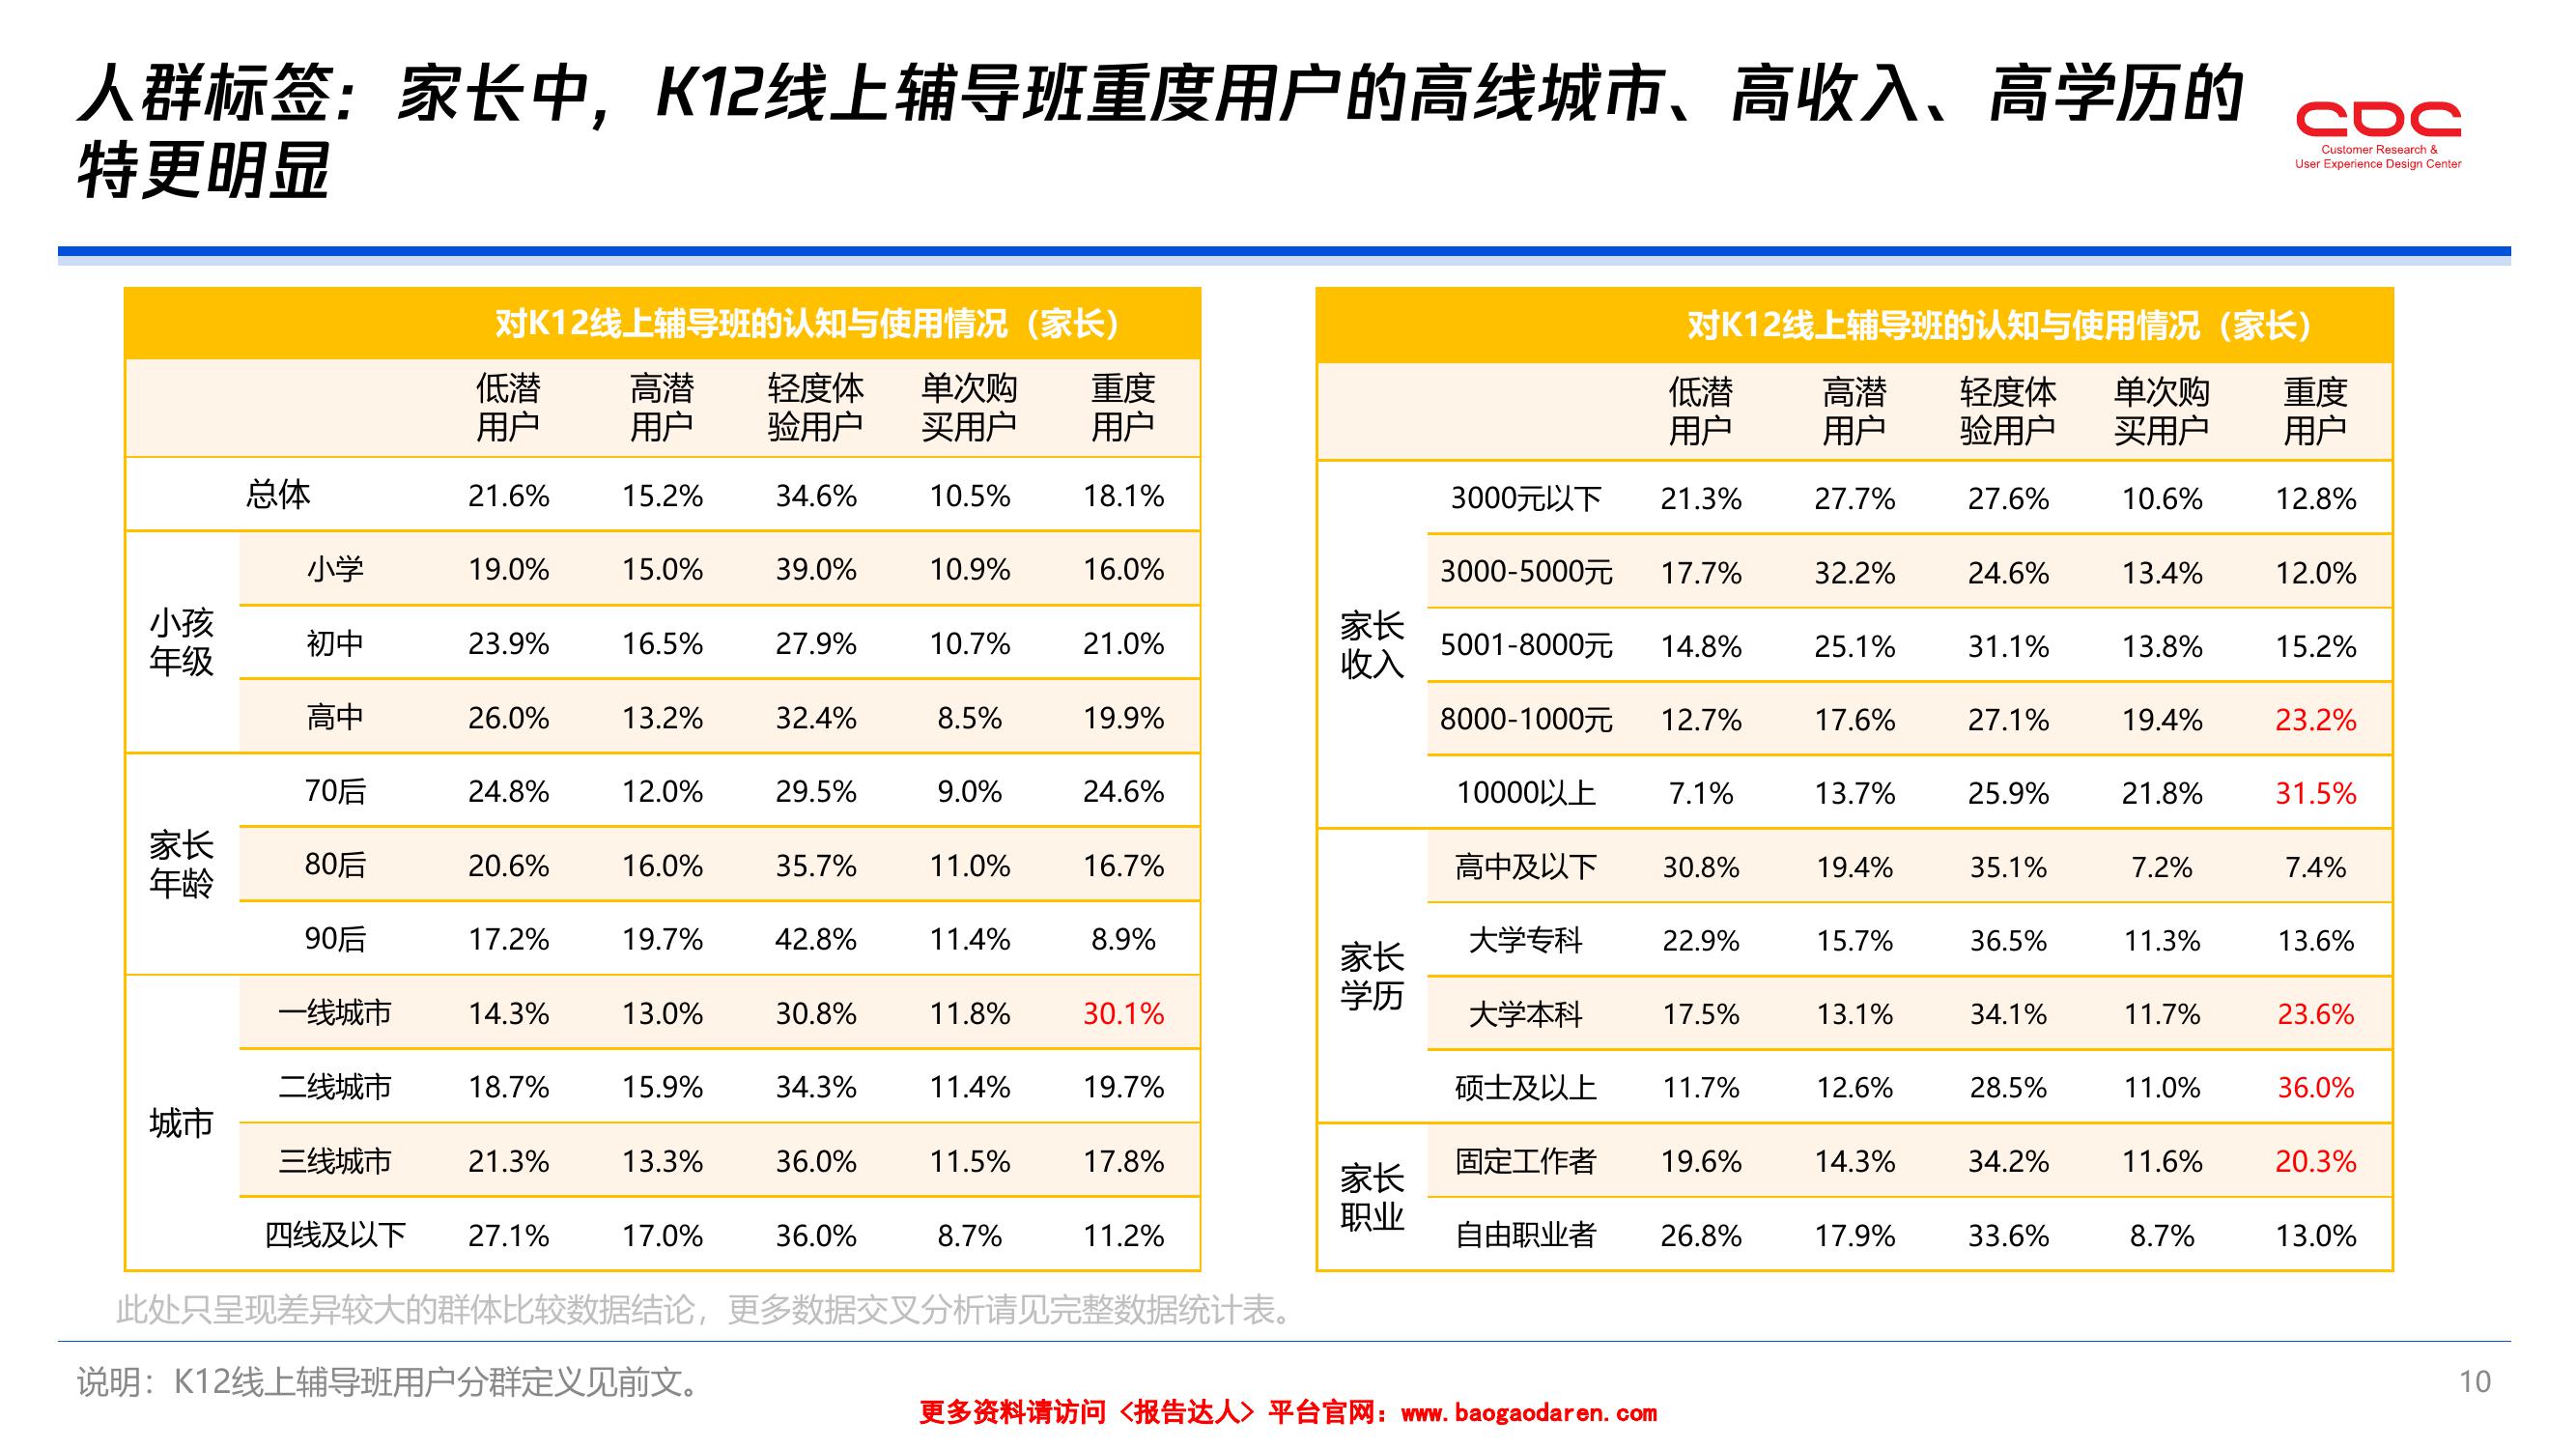 人群标签：家长中，K12线上辅导班重度用户的高线城市、高收入、高学历的
特更明显
CDC
Customer Research &
User Experience Design Center
对K12线上辅导班的认知与使用情况（家长）
低潜 高潜 轻度体 单次购 重度
用户 用户 验用户 买用户 用户
总体 21.6% 15.2% 34.6% 10.5% 18.1%
小孩
年级
小学 19.0% 15.0% 39.0% 10.9% 16.0%
初中 23.9% 16.5% 27.9% 10.7% 21.0%
高中 26.0% 13.2% 32.4% 8.5% 19.9%
家长
年龄
70后 24.8% 12.0% 29.5% 9.0% 24.6%
80后 20.6% 16.0% 35.7% 11.0% 16.7%
90后 17.2% 19.7% 42.8% 11.4% 8.9%
城市
一线城市 14.3% 13.0% 30.8% 11.8% 30.1%
二线城市 18.7% 15.9% 34.3% 11.4% 19.7%
三线城市 21.3% 13.3% 36.0% 11.5% 17.8%
四线及以下 27.1% 17.0% 36.0% 8.7% 11.2%
对K12线上辅导班的认知与使用情况（家长）
低潜 高潜 轻度体 单次购 重度
用户 用户 验用户 买用户 用户
家长
收入
3000元以下 21.3% 27.7% 27.6% 10.6% 12.8%
3000-5000元 17.7% 32.2% 24.6% 13.4% 12.0%
5001-8000元 14.8% 25.1% 31.1% 13.8% 15.2%
8000-1000元 12.7% 17.6% 27.1% 19.4% 23.2%
10000以上 7.1% 13.7% 25.9% 21.8% 31.5%
家长
学历
高中及以下 30.8% 19.4% 35.1% 7.2% 7.4%
大学专科 22.9% 15.7% 36.5% 11.3% 13.6%
大学本科 17.5% 13.1% 34.1% 11.7% 23.6%
硕士及以上 11.7% 12.6% 28.5% 11.0% 36.0%
家长
职业
固定工作者 19.6% 14.3% 34.2% 11.6% 20.3%
自由职业者 26.8% 17.9% 33.6% 8.7% 13.0%
此处只呈现差异较大的群体比较数据结论，更多数据交叉分析请见完整数据统计表。
说明：K12线上辅导班用户分群定义见前文。
10
更多资料请访问〈报告达人〉平台官网：www.baogaodaren.com